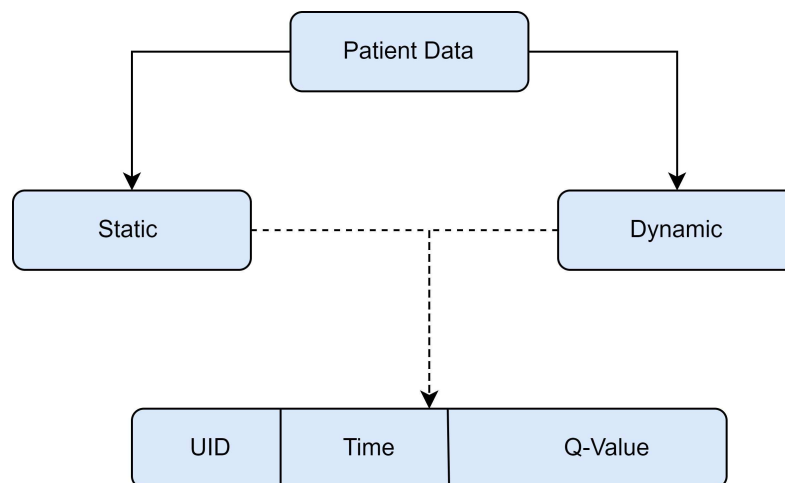 Patient Data
Static
Dynamic
UID
Time
Q-Value